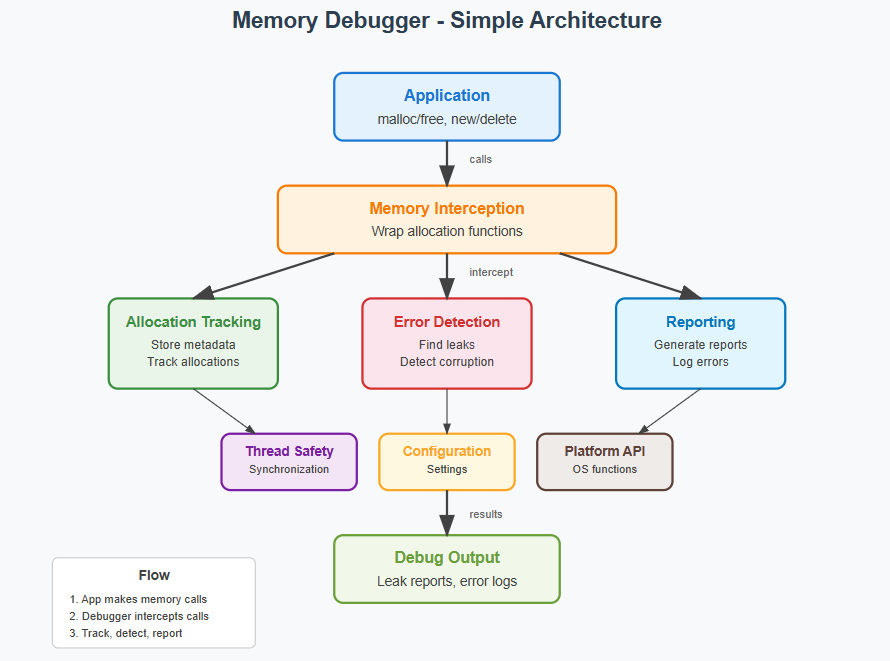 Memory Debugger - Simple Architecture
Application
malloc/free, new/delete
calls
Memory Interception
Wrap allocation functions
intercept
Allocation Tracking
Store metadata
Track allocations
Error Detection
Find leaks
Detect corruption
Reporting
Generate reports
Log errors
Thread Safety
Synchronization
Configuration
Settings
Platform API
OS functions
results
Debug Output
Leak reports, error logs
Flow
1. App makes memory calls
2. Debugger intercepts calls
3. Track, detect, report